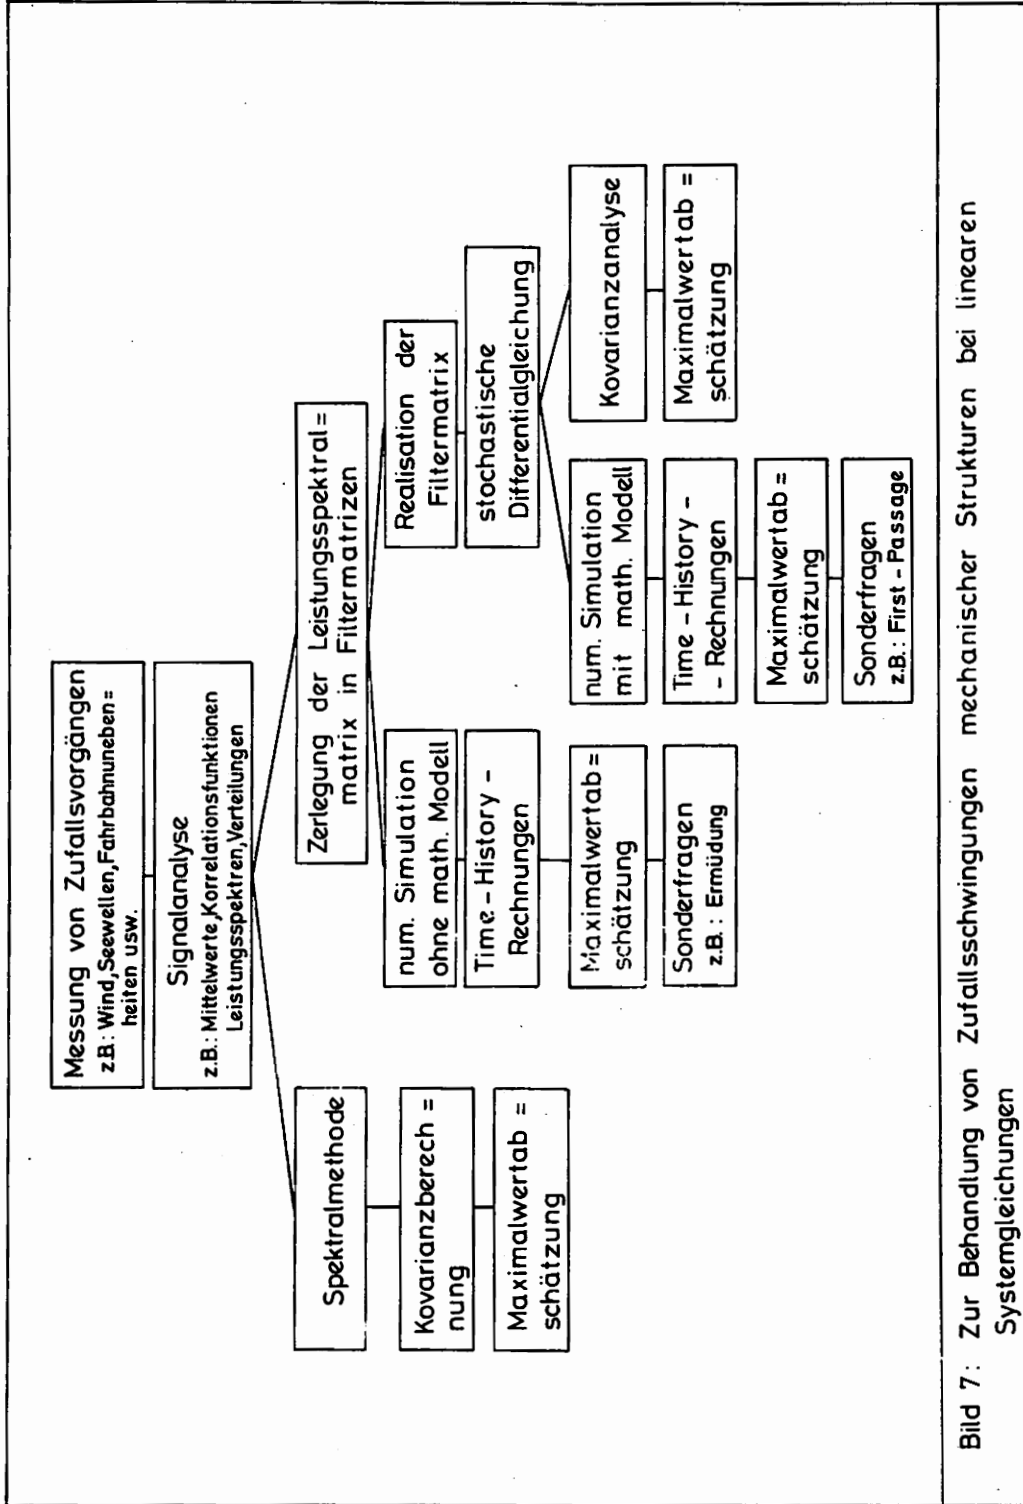 Messung von Zufallsvorgängen
z.B.: Wind,Seewellen,Fahrbahnuneben=
heiten usw.
Signalanalyse
z.B.: Mittelwerte,Korrelationsfunktionen
Leistungsspektren,Verteilungen
Spektralmethode
Kovarianzberech =
nung
Maximalwertab =
schätzung
Zerlegung der Leistungsspektral=
matrix in Filtermatrizen
num. Simulation
ohne math. Modell
Time - History -
Rechnungen
Maximalwertab=
schätzung
Sonderfragen
z.B. : Ermüdung
Realisation der
Filtermatrix
stochastische
Differentialgleichung
num. Simulation
mit math. Modell
Time - History -
- Rechnungen
Maximalwertab=
schätzung
Sonderfragen
z.B.: First - Passage
Kovarianzanalyse
Maximalwertab =
schätzung
Bild 7: Zur Behandlung von Zufallsschwingungen mechanischer Strukturen bei linearen
Systemgleichungen